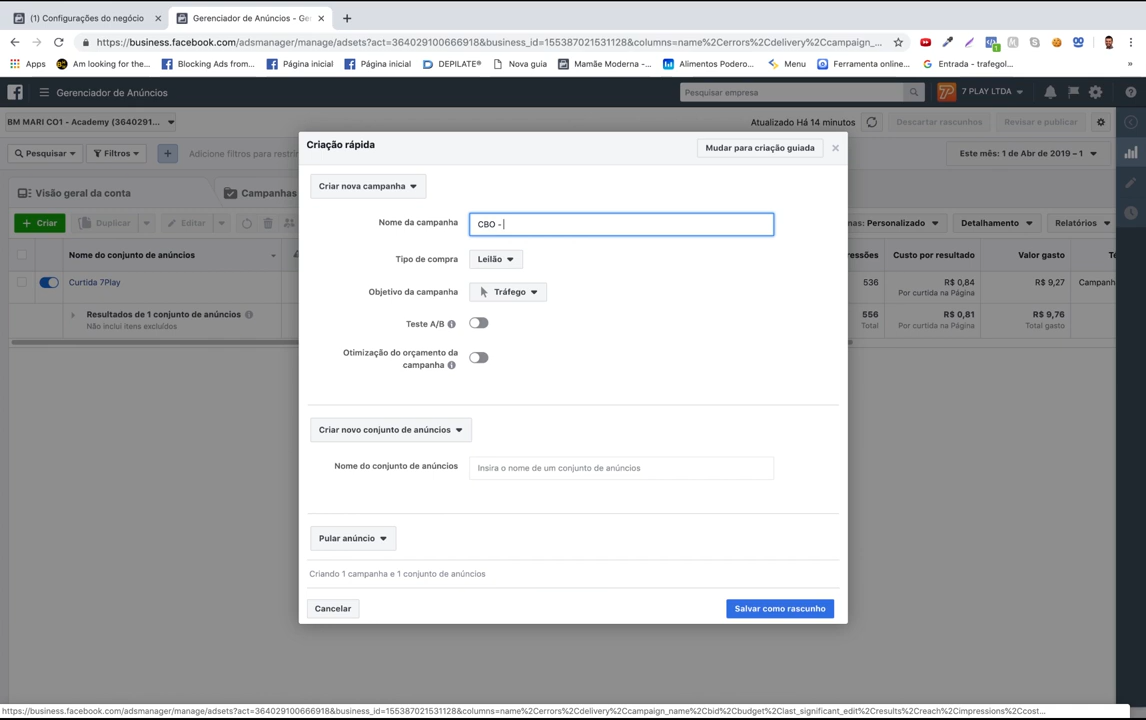 (1) Configurações do negócio
Gerenciador de Anúncios - Ge
https://business.facebook.com/adsmanager/manage/adsets?act=364029100666918&business_id=155387021531128&columns=name%2Cerrors%2Cdelivery%2Ccampaign_...
Apps
Am looking for the...
Blocking Ads from...
Página inicial
Página inicial
DEPILATE®
Nova guia
Mamãe Moderna -...
Alimentos Podero...
Menu
Ferramenta online...
Entrada - trafegol...
»
Gerenciador de Anúncios
Pesquisar empresa
7 PLAY LTDA
BM MARI CO1 - Academy (3640291...
Atualizado Há 14 minutos
Descartar rascunhos
Revisar e publicar
Pesquisar
Filtros
Adicione filtros para restrin
Este mês: 1 de Abr de 2019 – 1
Visão geral da conta
Campanhas
+ Criar
Duplicar
Editar
nas: Personalizado
Detalhamento
Relatórios
Nome do conjunto de anúncios
essões
Custo por resultado
Valor gasto
Curtida 7Play
536
R$ 0,84
Por curtida na Página
R$ 9,27
Campanh
Resultados de 1 conjunto de anúncios
Não inclui itens excluídos
556
Total
R$ 0,81
Por curtida na Página
R$ 9,76
Total gasto
Criação rápida
Mudar para criação guiada
Criar nova campanha
Nome da campanha
CBO -
Tipo de compra
Leilão
Objetivo da campanha
Tráfego
Teste A/B
Otimização do orçamento da
campanha
Criar novo conjunto de anúncios
Nome do conjunto de anúncios
Insira o nome de um conjunto de anúncios
Pular anúncio
Criando 1 campanha e 1 conjunto de anúncios
Cancelar
Salvar como rascunho
https://business.facebook.com/adsmanager/manage/adsets?act=364029100666918&business_id=155387021531128&columns=name%2Cerrors%2Cdelivery%2Ccampaign_name%2Cbid%2Cbudget%2Clast_significant_edit%2Cresults%2Creach%2Cimpressions%2Ccost...